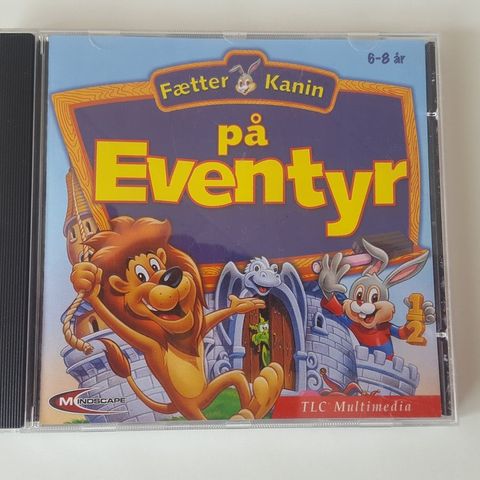 6-8 år
Fætter Kanin
på
Eventyr
1/2
MINDSCAPE
TLC Multimedia